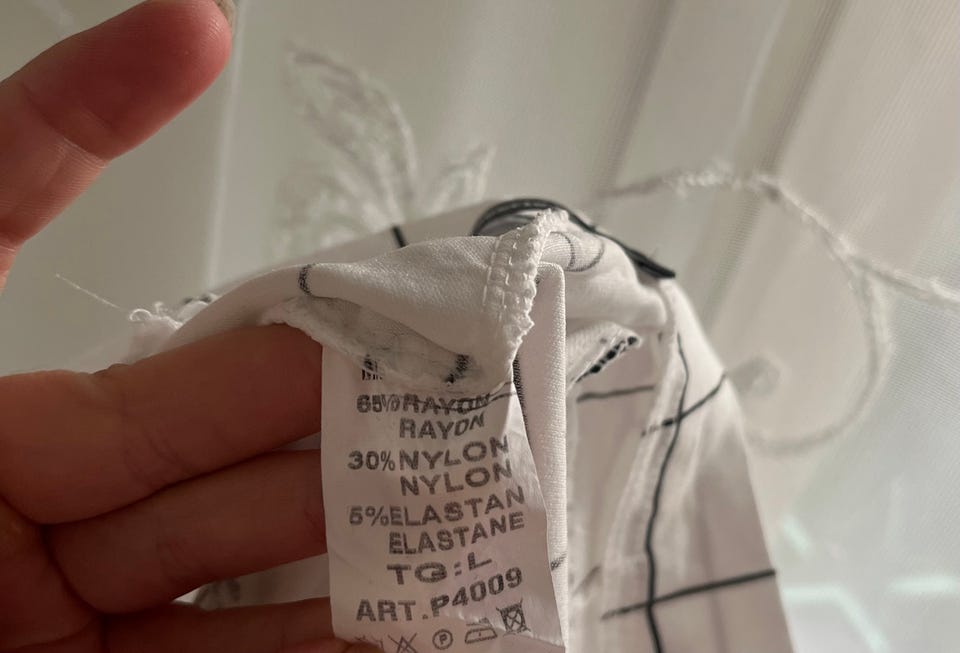 65%RAYON
RAYON
30%NYLON
NYLON
5%ELASTAN
ELASTANE
TG:L
ART.P4009